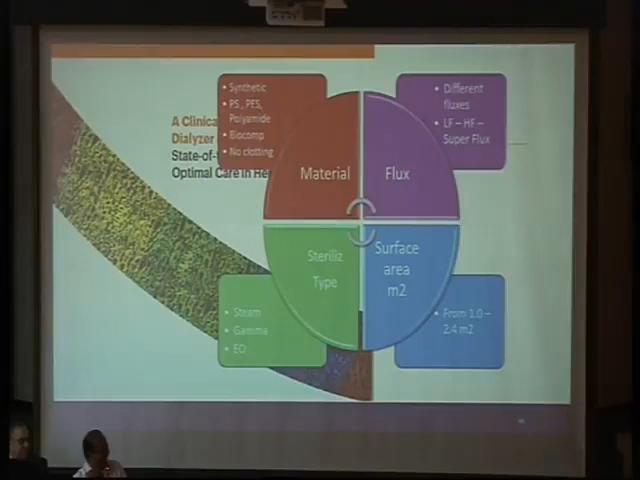 • Synthetic
• PS, PES,
Polyamide
• Biocomp
• No clotting
• Different
fluxes
• LF – HF –
Super Flux
A Clinica
Dialyzer
State-of-
Optimal Care in He
Material
Flux
Steriliz
Type
Surface
area
m2
• Steam
• Gamma
• EO
• From 1.0 –
2.4 m2